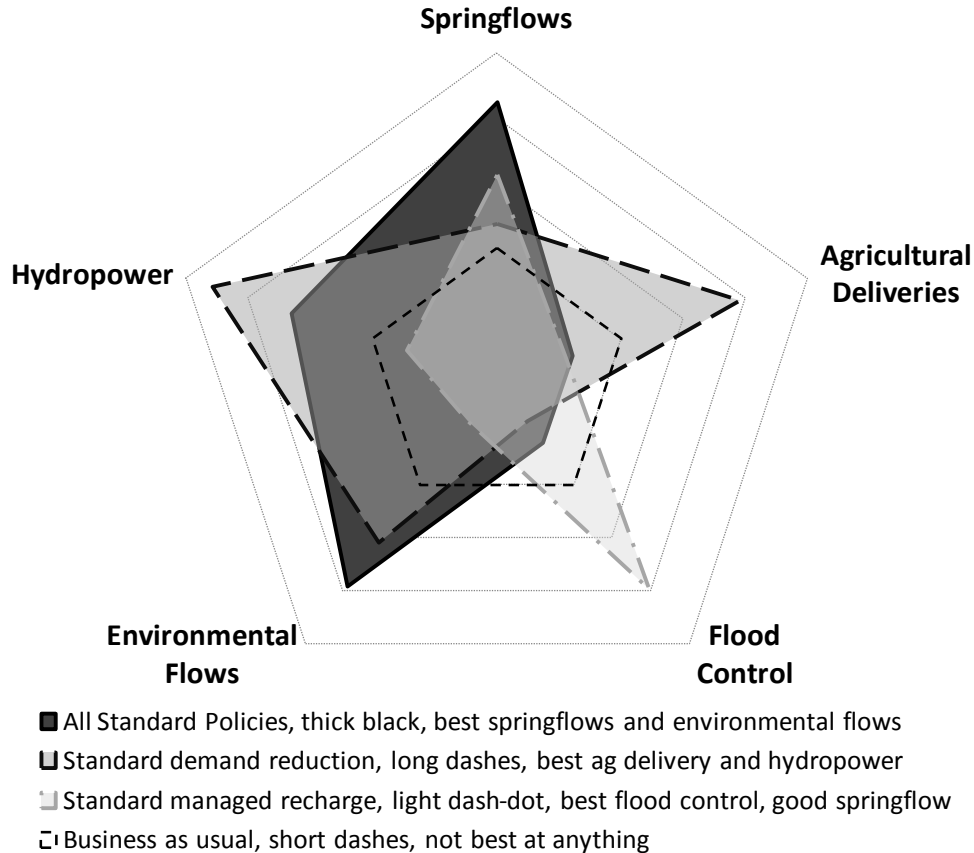 Springflows
Hydropower
Agricultural
Deliveries
Environmental
Flows
Flood
Control
All Standard Policies, thick black, best springflows and environmental flows
Standard demand reduction, long dashes, best ag delivery and hydropower
Standard managed recharge, light dash-dot, best flood control, good springflow
Business as usual, short dashes, not best at anything